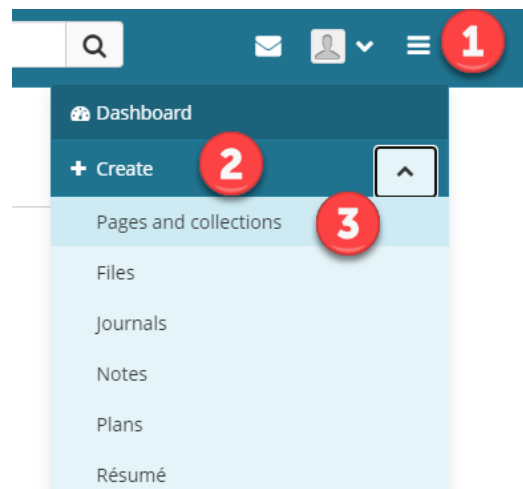 1
Dashboard
Create 2
Pages and collections 3
Files
Journals
Notes
Plans
Résumé